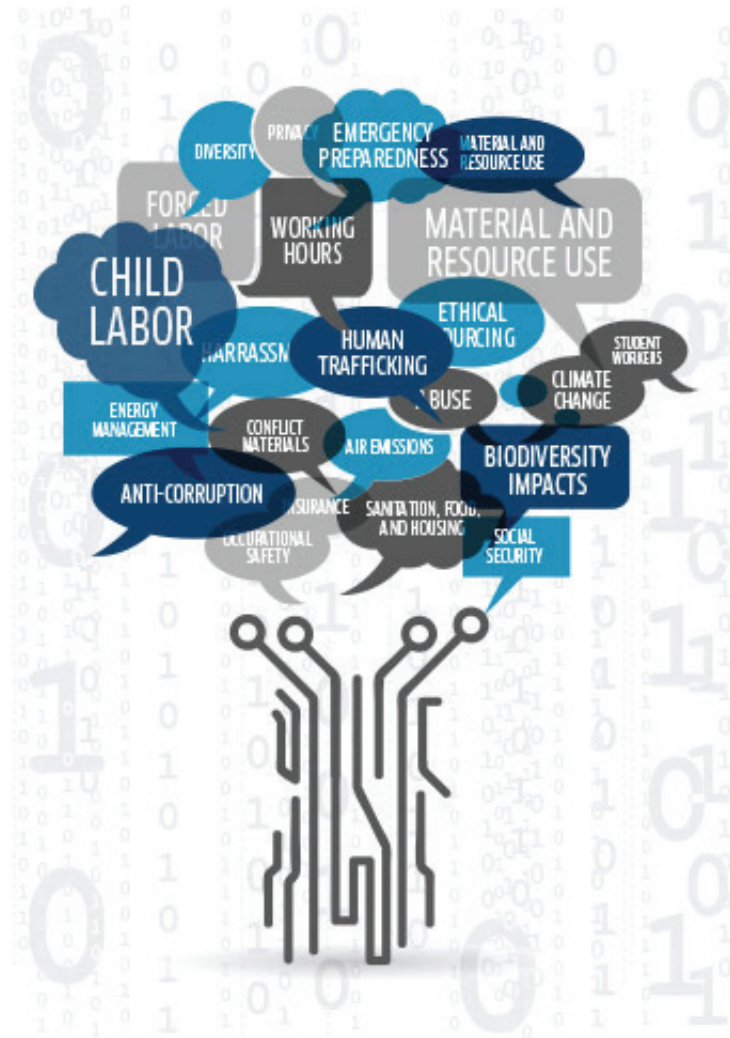 DIVERSITY
PRIVACY
EMERGENCY
PREPAREDNESS
MATERIAL AND
RESOURCE USE
FORCED
LABOR
WORKING
HOURS
MATERIAL AND
RESOURCE USE
CHILD
LABOR
HARRASSM
HUMAN
TRAFFICKING
ETHICAL
OURCING
STUDENT
WORKERS
CLIMATE
CHANGE
ABUSE
ENERGY
MANAGEMENT
CONFLICT
MATERIALS
AIR EMISSIONS
BIODIVERSITY
IMPACTS
ANTI-CORRUPTION
INSURANCE
SANITATION, FOOD,
AND HOUSING
OCCUPATIONAL
SAFETY
SOCIAL
SECURITY